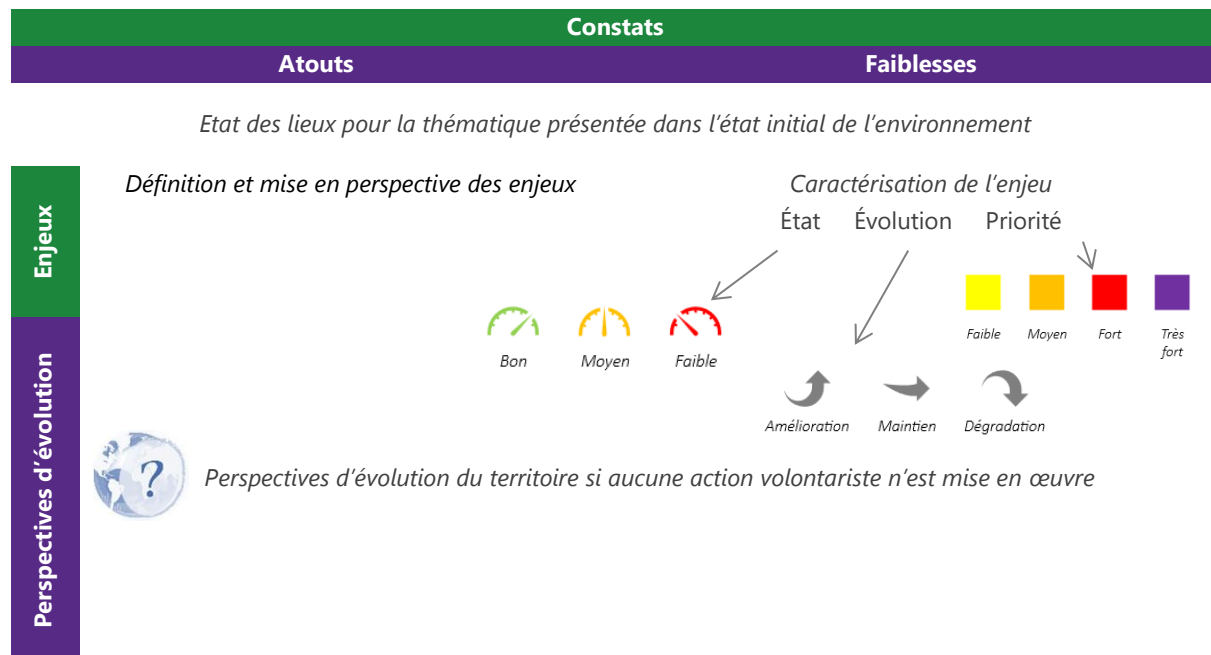 Constats
Atouts Faiblesses
Etat des lieux pour la thématique présentée dans l'état initial de l'environnement
Enjeux
Définition et mise en perspective des enjeux
Caractérisation de l'enjeu
État Évolution Priorité
Faible Moyen Fort Très
fort
Bon Moyen Faible
Amélioration Maintien Dégradation
Perspectives d'évolution
?
Perspectives d'évolution du territoire si aucune action volontariste n'est mise en œuvre